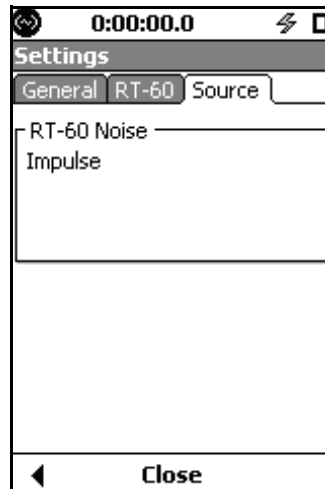 0:00:00.0
Settings
General RT-60 Source
RT-60 Noise
Impulse
Close